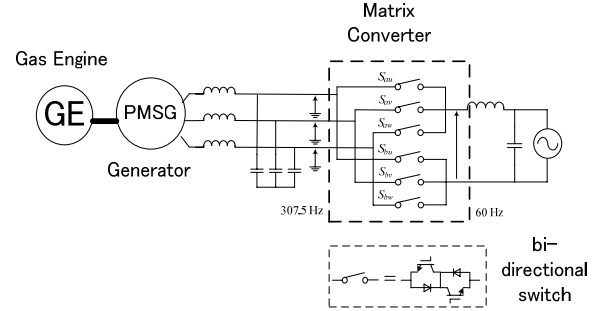 Matrix
Converter
Gas Engine
GE
PMSG
Generator
Sau
Sav
Saw
Sbu
Sbv
Sbw
307.5 Hz
60 Hz
=
bi-
directional
switch